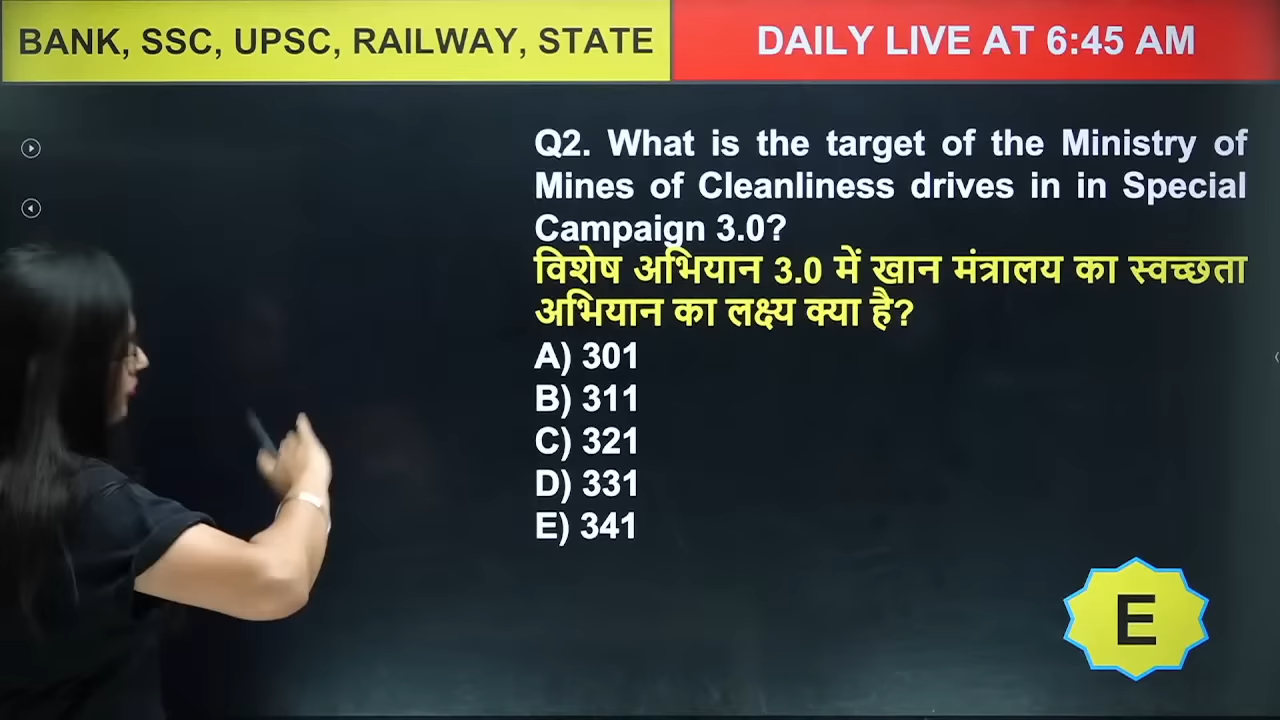 BANK, SSC, UPSC, RAILWAY, STATE
DAILY LIVE AT 6:45 AM
Q2. What is the target of the Ministry of
Mines of Cleanliness drives in in Special
Campaign 3.0?
विशेष अभियान 3.0 में खान मंत्रालय का स्वच्छता
अभियान का लक्ष्य क्या है?
A) 301
B) 311
C) 321
D) 331
E) 341
E